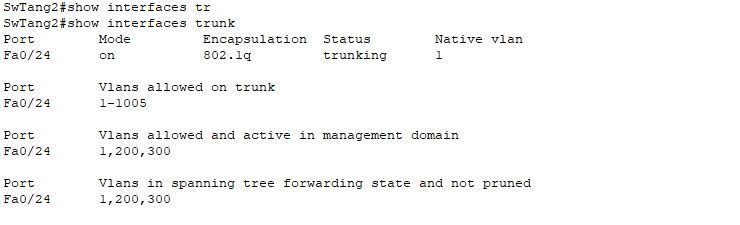 SwTang2#show interfaces tr
SwTang2#show interfaces trunk
Port        Mode         Encapsulation  Status        Native vlan
Fa0/24      on           802.1q         trunking      1

Port        Vlans allowed on trunk
Fa0/24      1-1005

Port        Vlans allowed and active in management domain
Fa0/24      1,200,300

Port        Vlans in spanning tree forwarding state and not pruned
Fa0/24      1,200,300